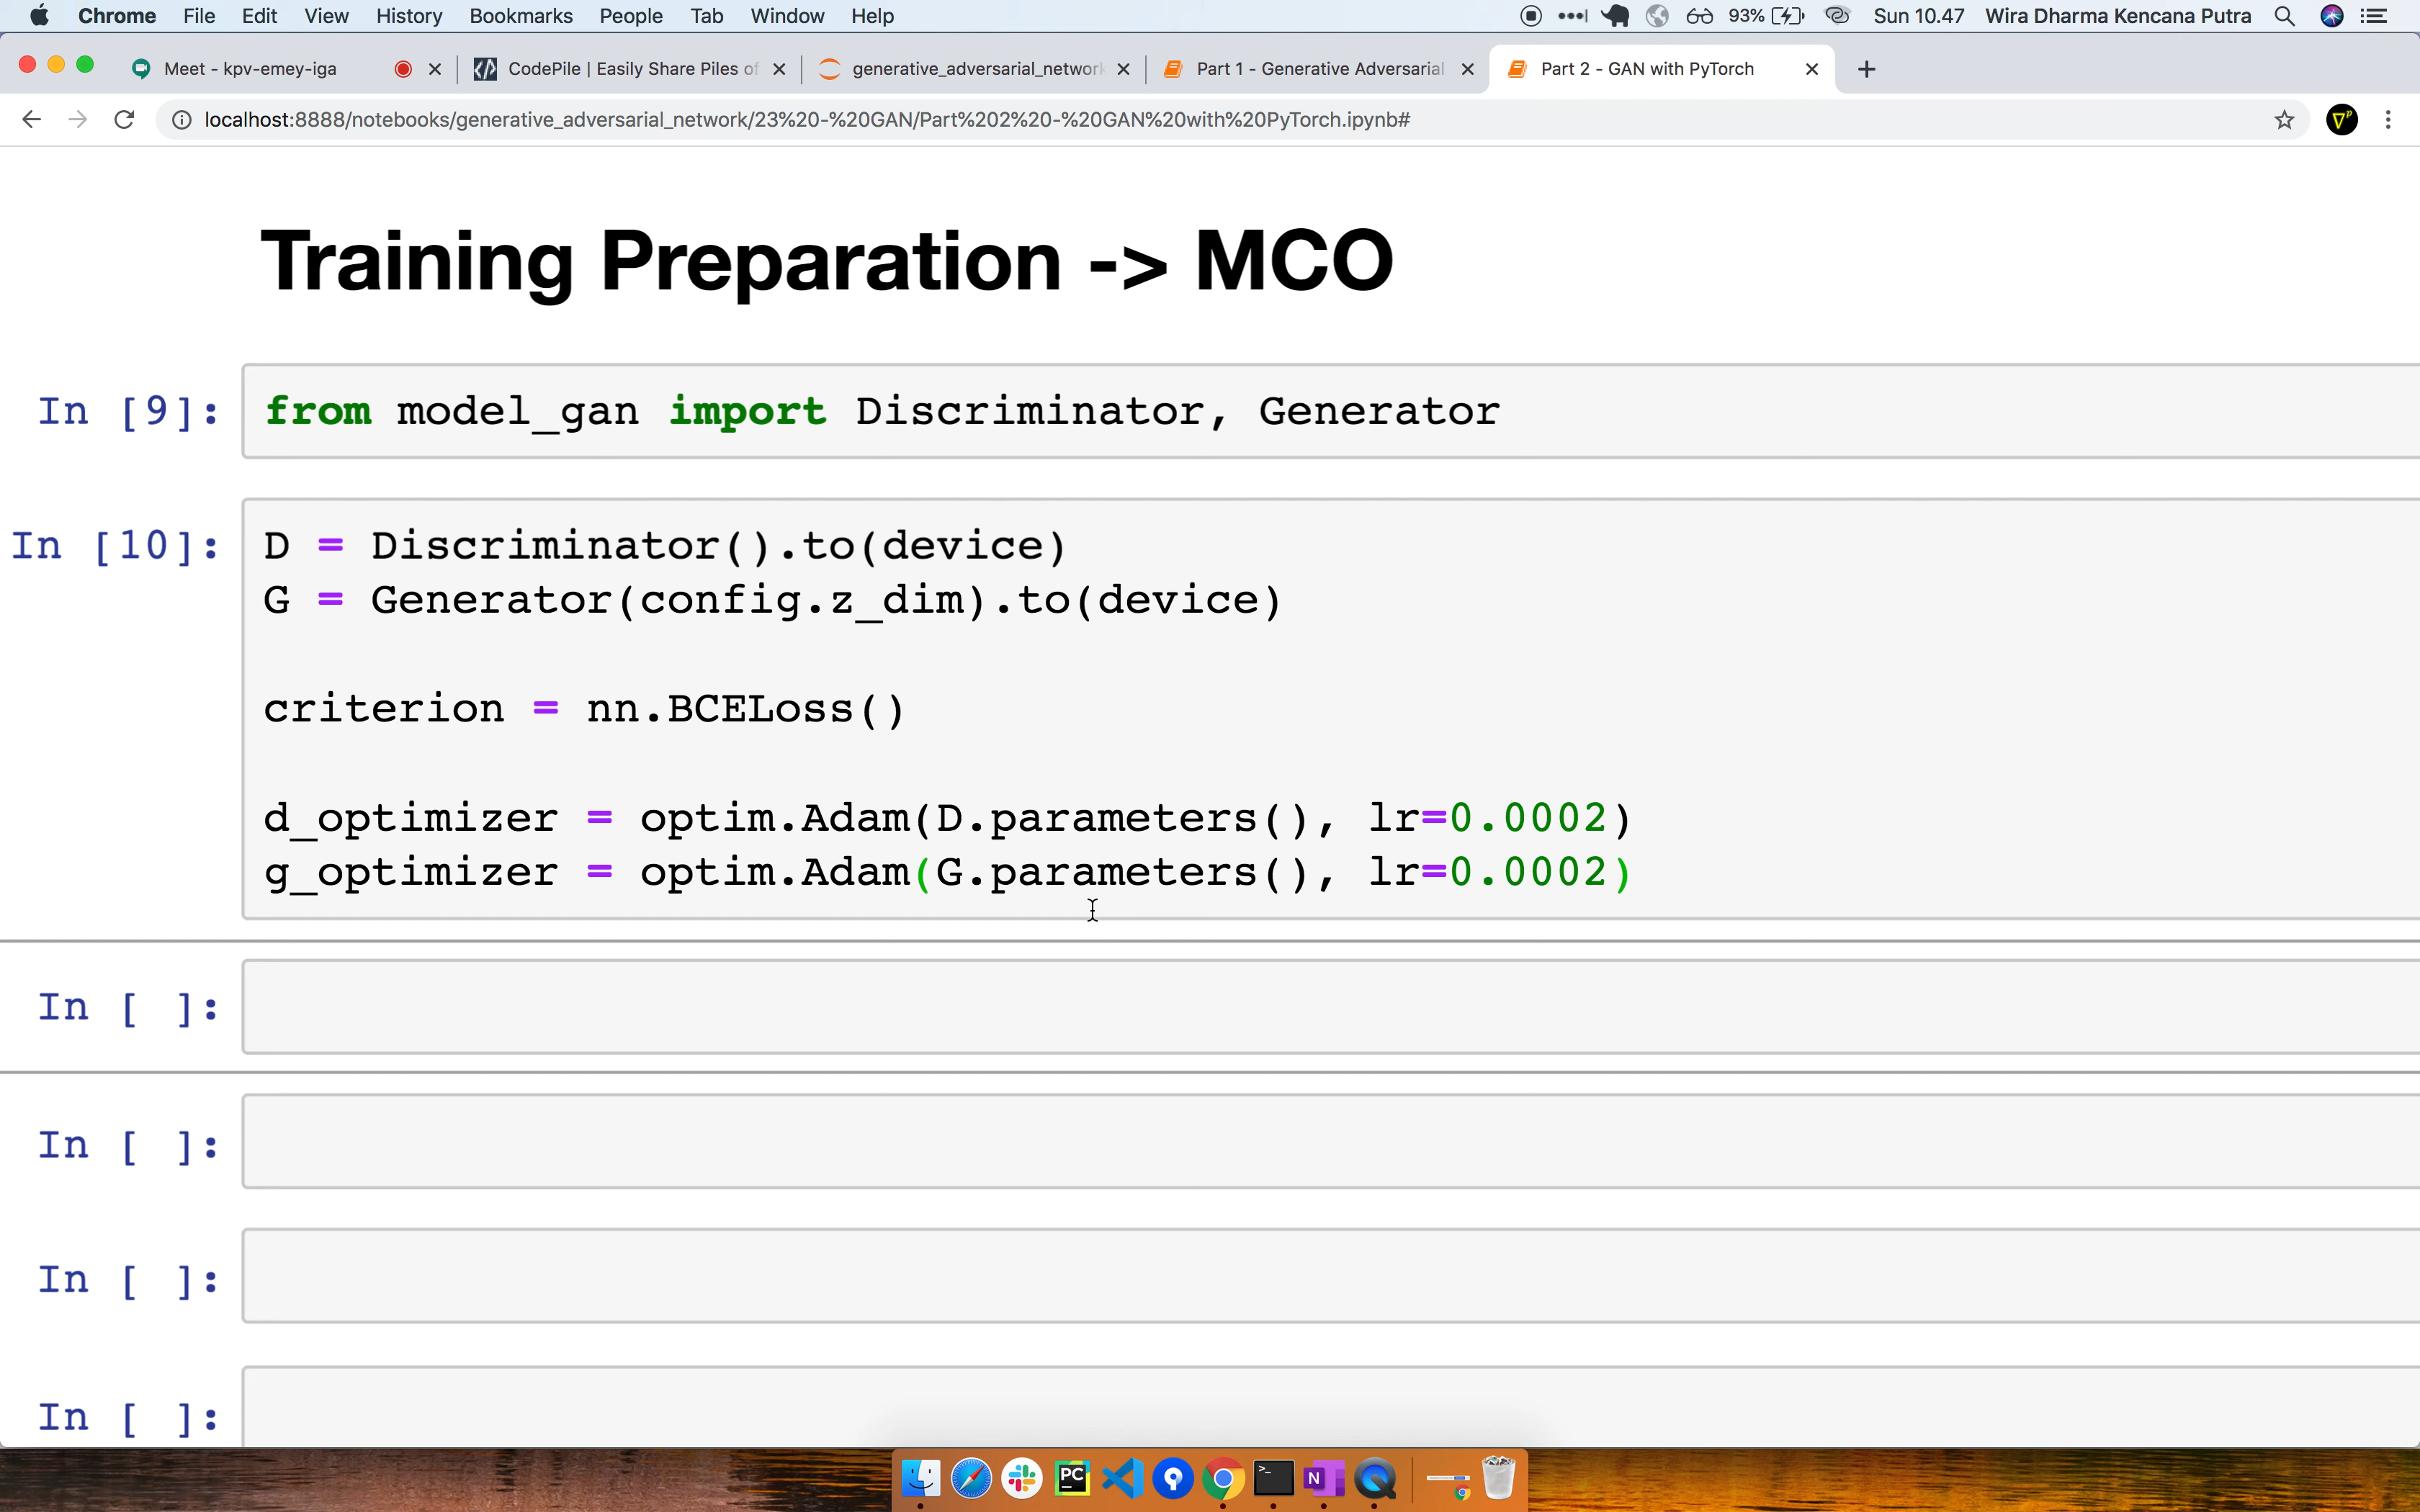 Chrome File Edit View History Bookmarks People Tab Window Help 93% Sun 10.47 Wira Dharma Kencana Putra
Meet - kpv-emey-iga CodePile | Easily Share Piles of generative_adversarial_network Part 1 - Generative Adversarial Part 2 - GAN with PyTorch
localhost:8888/notebooks/generative_adversarial_network/23%20-%20GAN/Part%202%20-%20GAN%20with%20PyTorch.ipynb#
Training Preparation -> MCO
In [9]: from model_gan import Discriminator, Generator
In [10]: D = Discriminator().to(device)
G = Generator(config.z_dim).to(device)
criterion = nn.BCELoss()
d_optimizer = optim.Adam(D.parameters(), lr=0.0002)
g_optimizer = optim.Adam(G.parameters(), lr=0.0002)
In [ ]:
In [ ]:
In [ ]:
In [ ]: